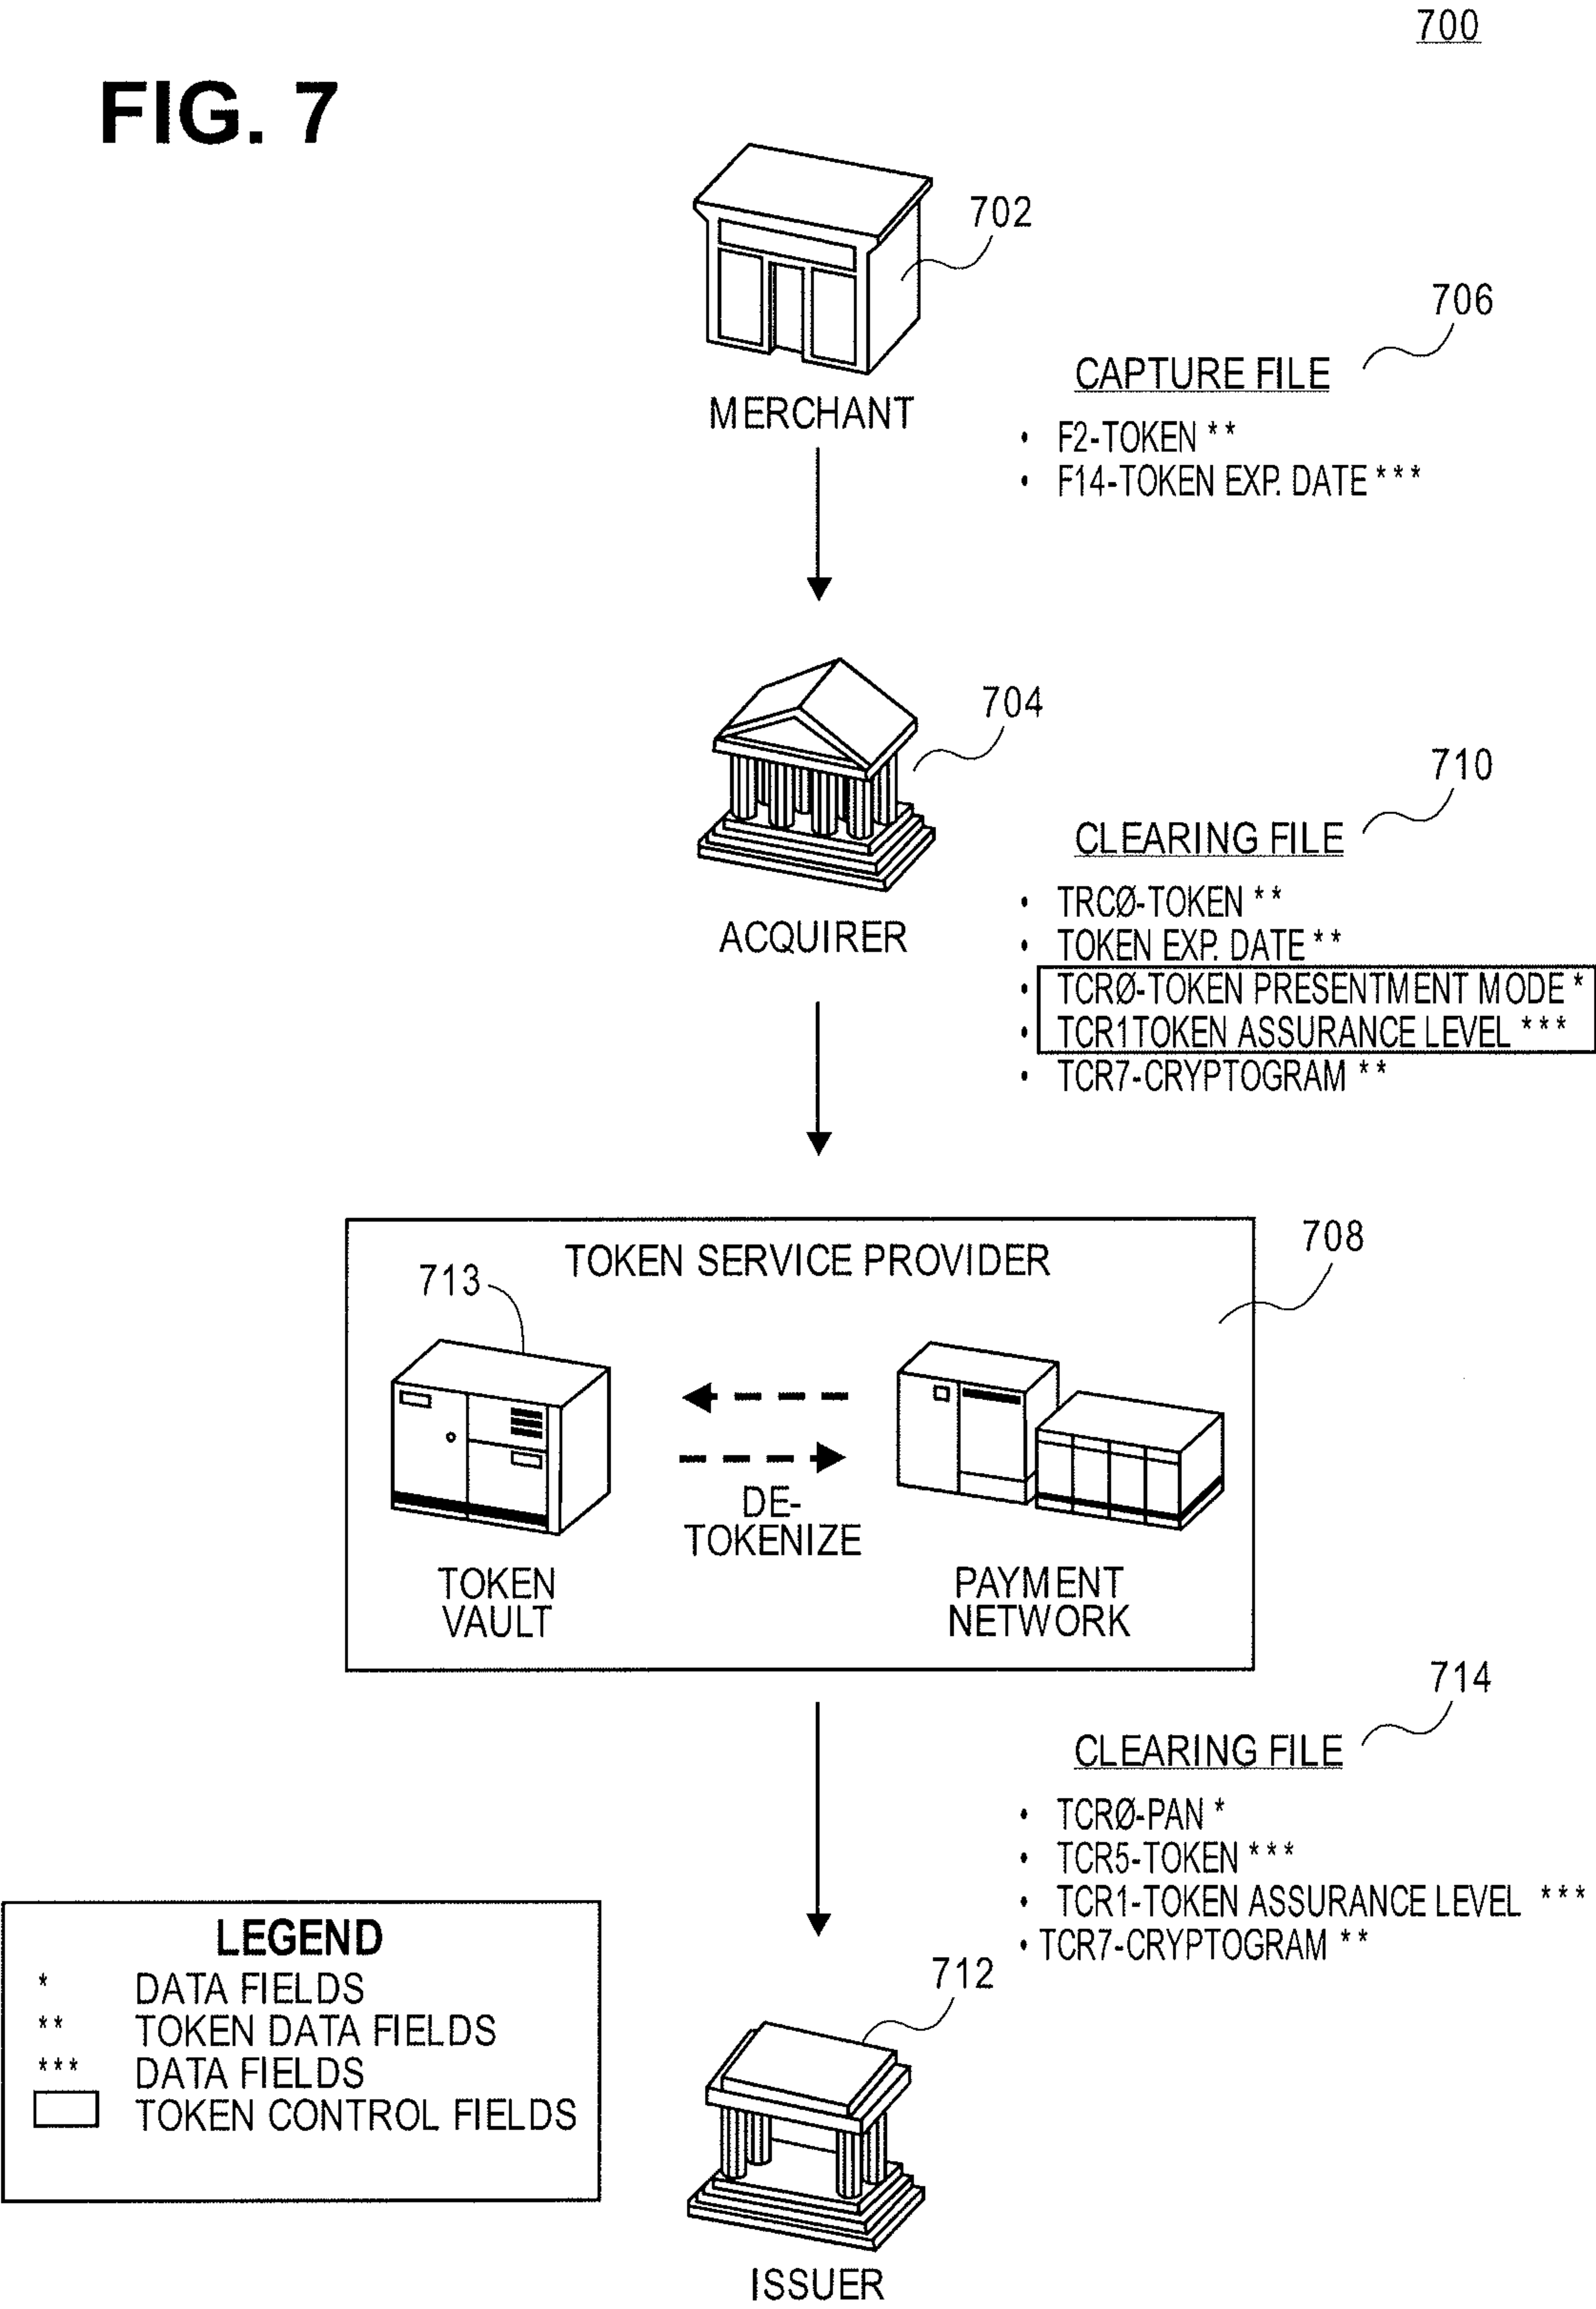 700
FIG. 7
702
706
CAPTURE FILE
MERCHANT
• F2-TOKEN **
• F14-TOKEN EXP. DATE ***
704
710
CLEARING FILE
ACQUIRER
• TRCØ-TOKEN **
• TOKEN EXP. DATE **
• TCRØ-TOKEN PRESENTMENT MODE *
• TCR1TOKEN ASSURANCE LEVEL ***
• TCR7-CRYPTOGRAM **
708
TOKEN SERVICE PROVIDER
713
DE-
TOKENIZE
TOKEN
VAULT
PAYMENT
NETWORK
714
CLEARING FILE
• TCRØ-PAN *
• TCR5-TOKEN ***
• TCR1-TOKEN ASSURANCE LEVEL ***
• TCR7-CRYPTOGRAM **
LEGEND
* DATA FIELDS
** TOKEN DATA FIELDS
*** DATA FIELDS
TOKEN CONTROL FIELDS
712
ISSUER